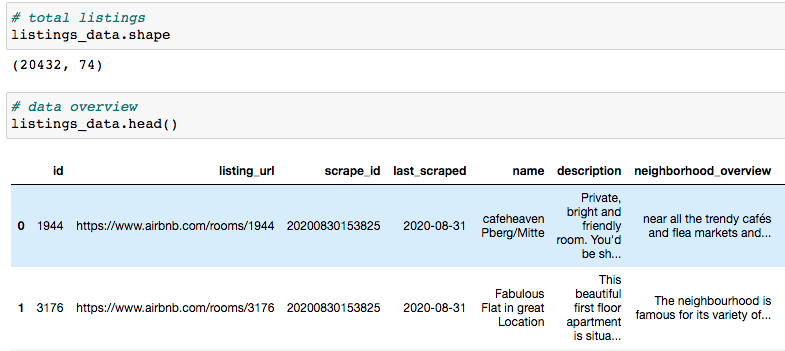 # total listings
listings_data.shape
(20432, 74)
# data overview
listings_data.head()
id listing_url scrape_id last_scraped name description neighborhood_overview
0 1944 https://www.airbnb.com/rooms/1944 20200830153825 2020-08-31 cafeheaven Pberg/Mitte Private, bright and friendly room. You'd be sh... near all the trendy cafés and flea markets and...
1 3176 https://www.airbnb.com/rooms/3176 20200830153825 2020-08-31 Fabulous Flat in great Location This beautiful first floor apartment is situa... The neighbourhood is famous for its variety of...